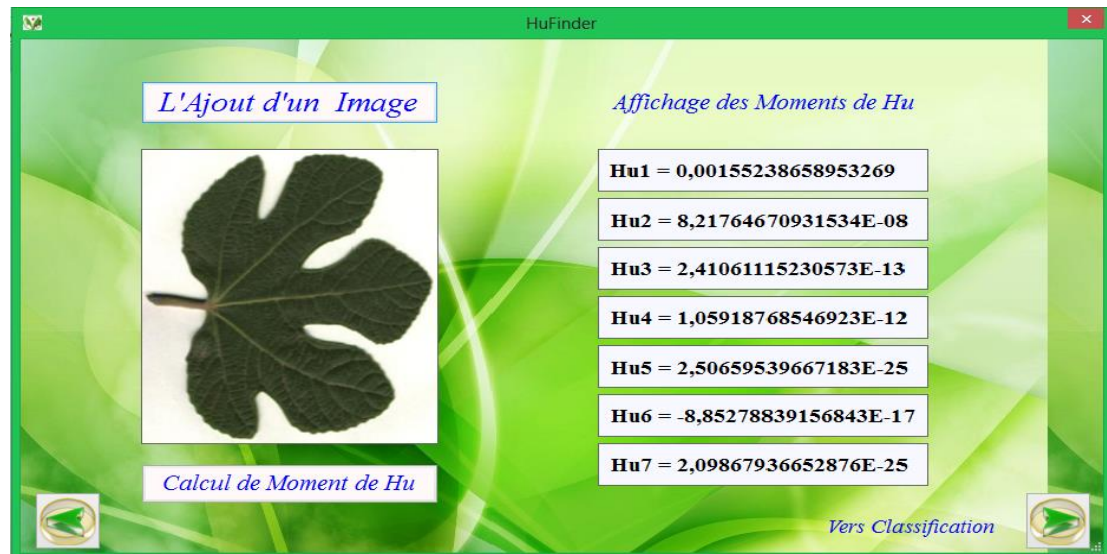 HuFinder
L'Ajout d'un Image
Affichage des Moments de Hu
Hu1 = 0,00155238658953269
Hu2 = 8,21764670931534E-08
Hu3 = 2,41061115230573E-13
Hu4 = 1,05918768546923E-12
Hu5 = 2,50659539667183E-25
Hu6 = -8,85278839156843E-17
Hu7 = 2,09867936652876E-25
Calcul de Moment de Hu
Vers Classification